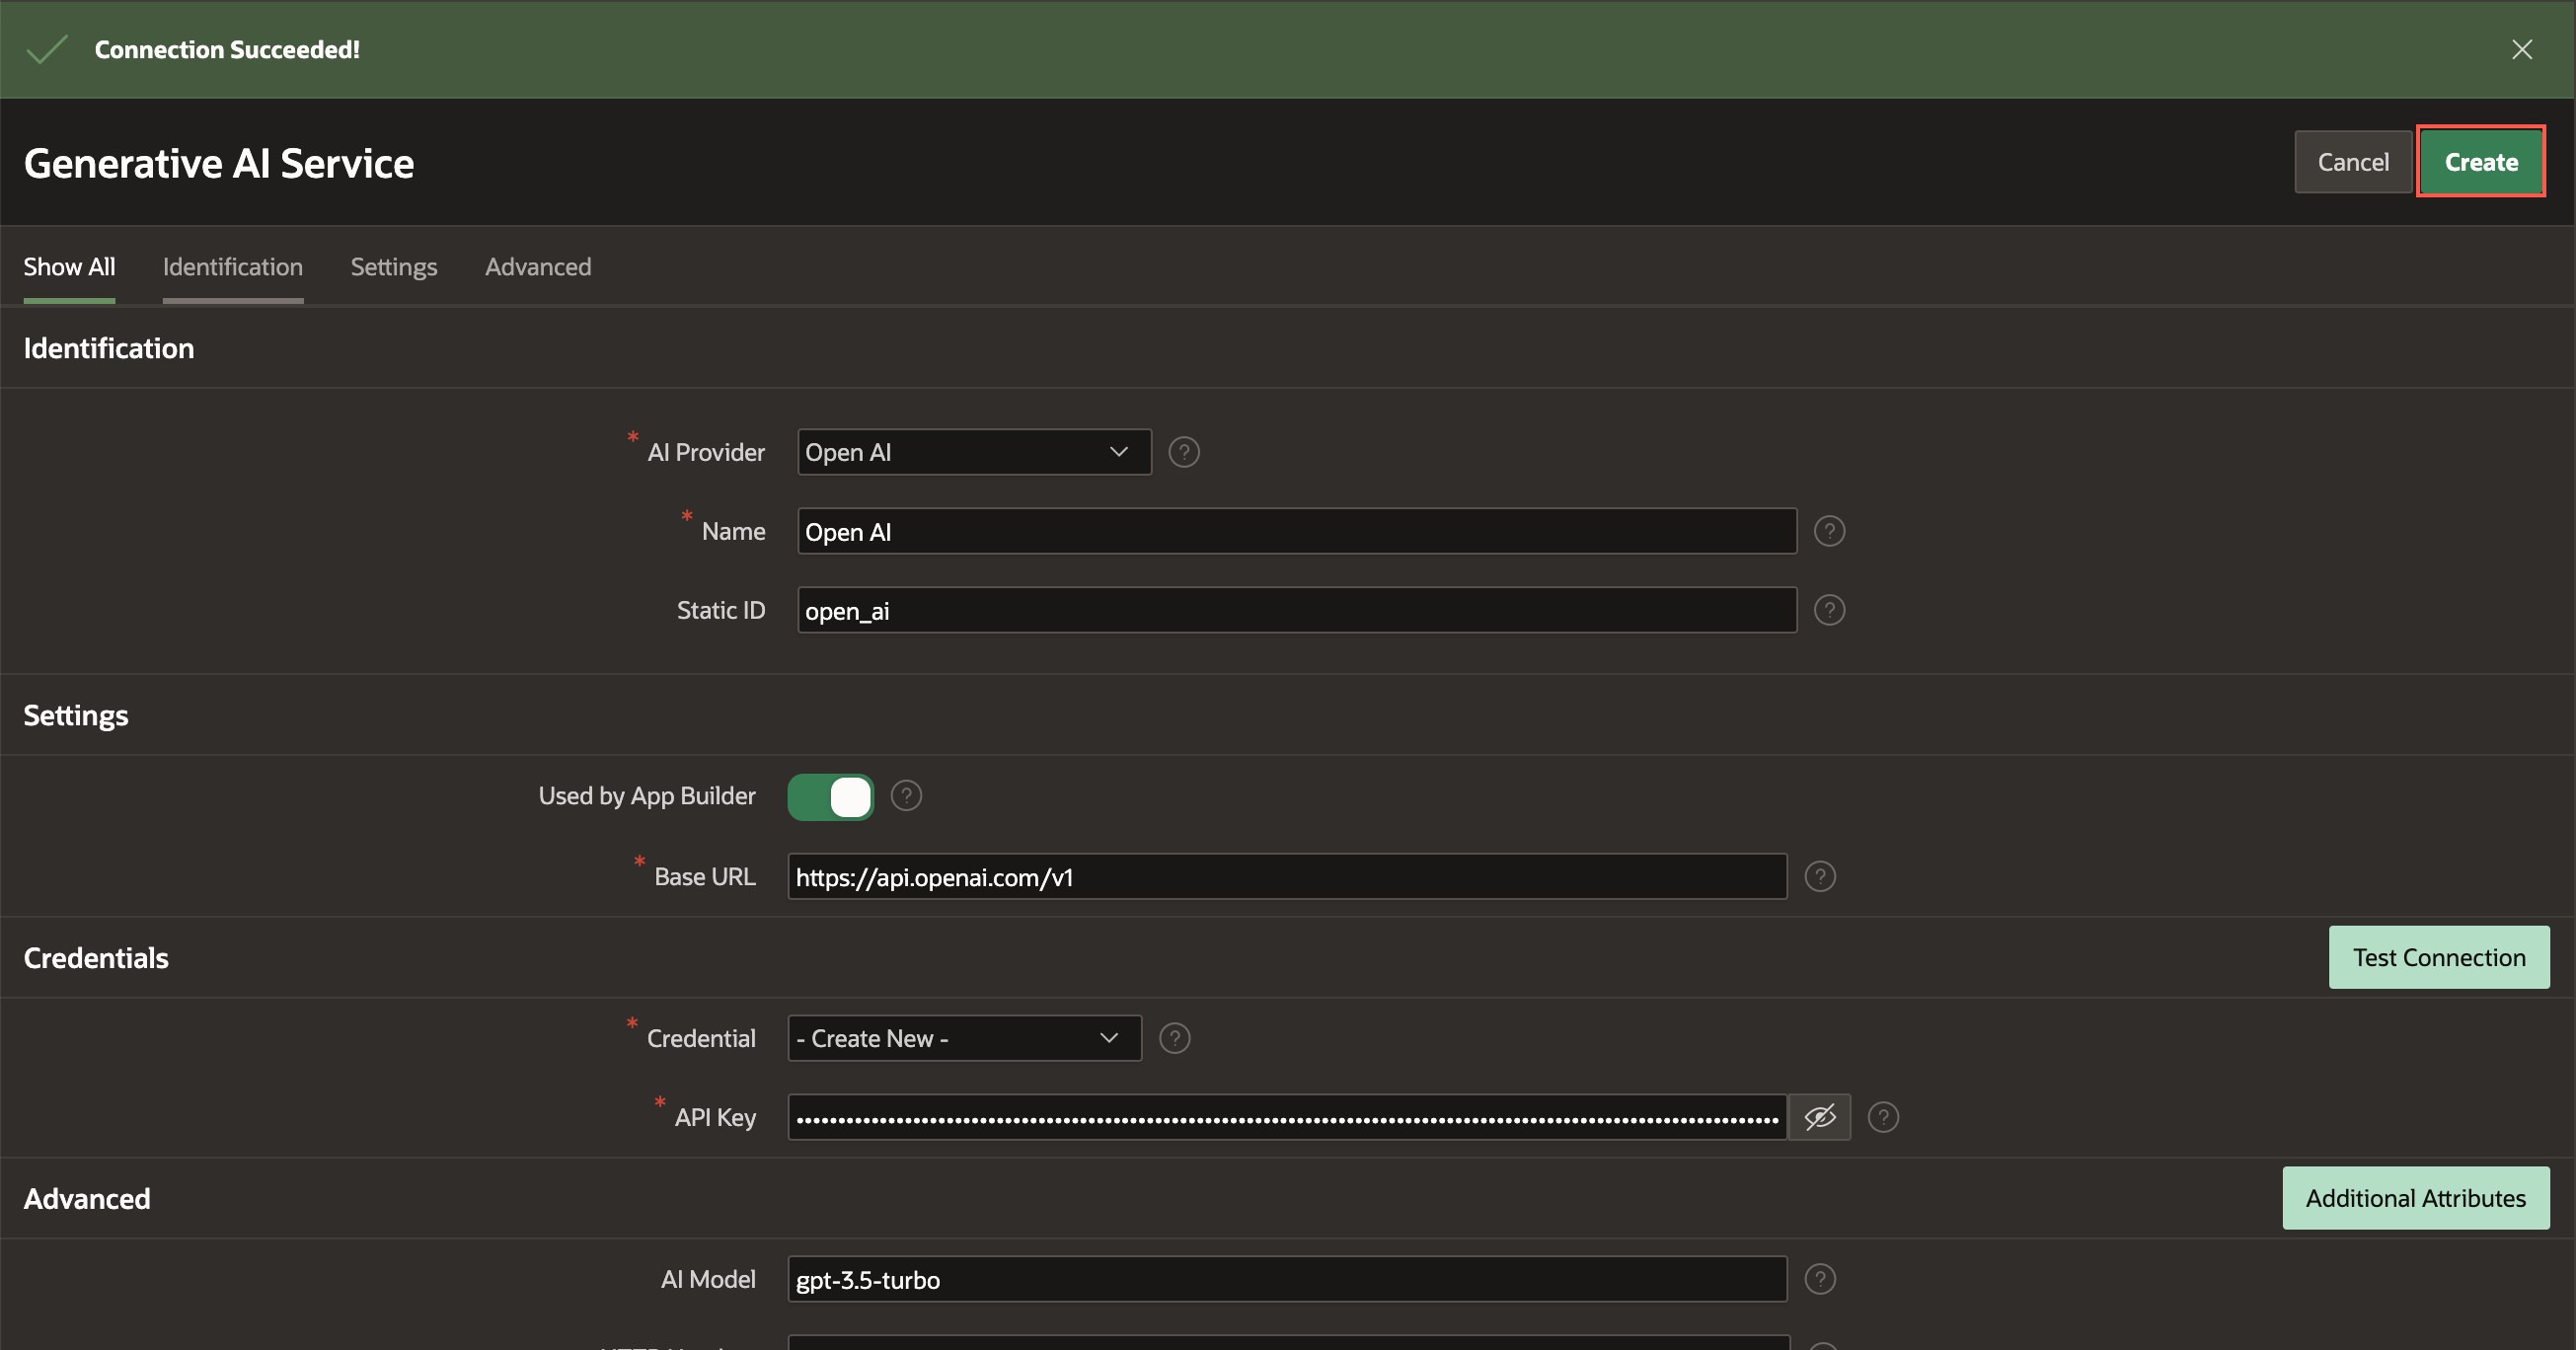 Connection Succeeded!
Generative AI Service
Cancel
Create
Show All
Identification
Settings
Advanced
Identification
* AI Provider
Open AI
?
* Name
Open AI
?
Static ID
open_ai
?
Settings
Used by App Builder
?
* Base URL
https://api.openai.com/v1
?
Credentials
Test Connection
* Credential
- Create New -
?
* API Key
?
Advanced
Additional Attributes
AI Model
gpt-3.5-turbo
?